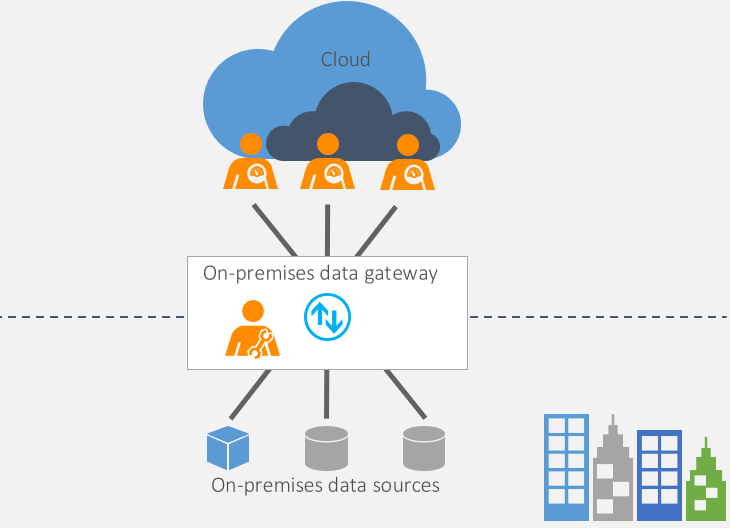 Cloud
On-premises data gateway
On-premises data sources